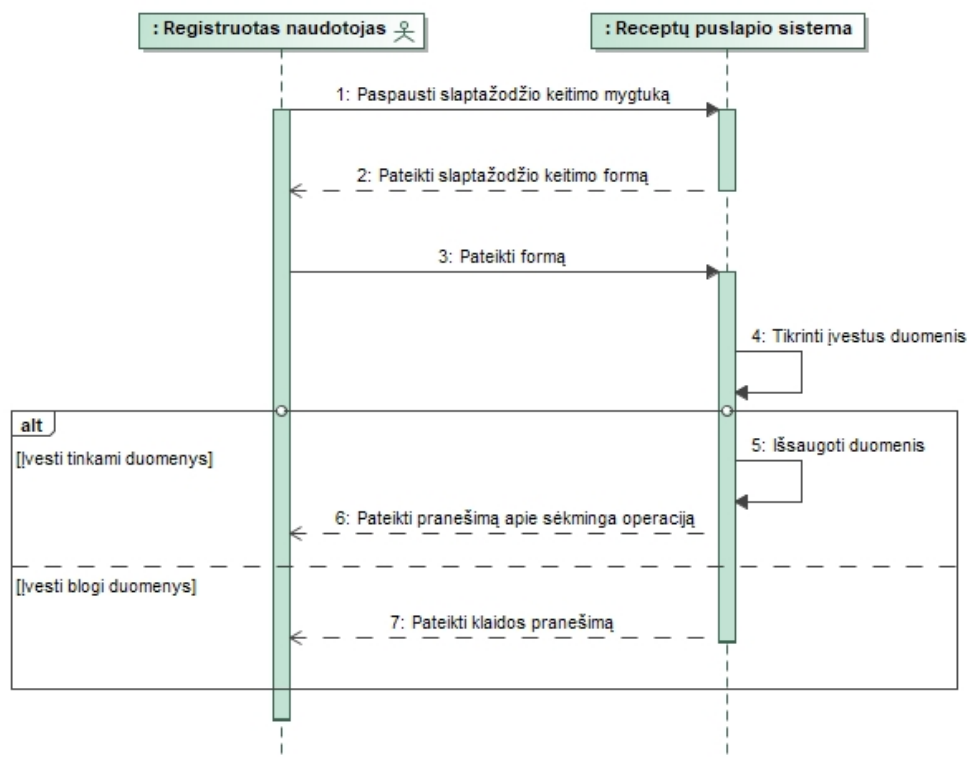 : Registruotas naudotojas
: Receptų puslapio sistema
1: Paspausti slaptažodžio keitimo mygtuką
2: Pateikti slaptažodžio keitimo formą
3: Pateikti formą
4: Tikrinti įvestus duomenis
alt
[Įvesti tinkami duomenys]
5: Išsaugoti duomenis
6: Pateikti pranešimą apie sėkminga operaciją
[Įvesti blogi duomenys]
7: Pateikti klaidos pranešimą